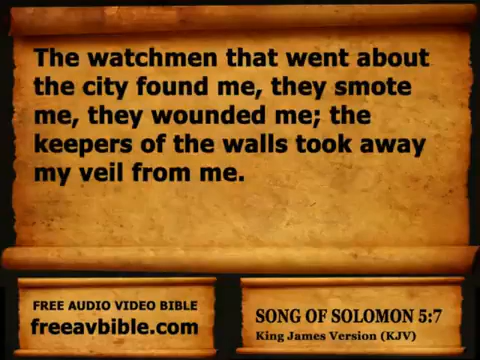 The watchmen that went about
the city found me, they smote
me, they wounded me; the
keepers of the walls took away
my veil from me.
FREE AUDIO VIDEO BIBLE
freeavbible.com
SONG OF SOLOMON 5:7
King James Version (KJV)